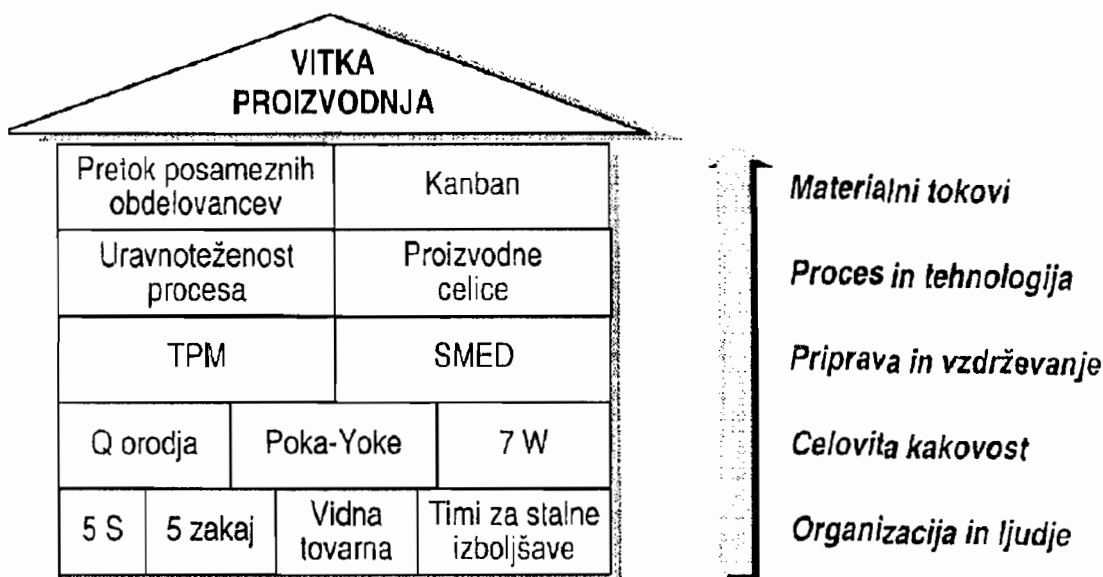 VITKA
PROIZVODNJA
Pretok posameznih
obdelovancev
Kanban
Materialni tokovi
Uravnoteženost
procesa
Proizvodne
celice
Proces in tehnologija
TPM
SMED
Priprava in vzdrževanje
Q orodja
Poka-Yoke
7 W
Celovita kakovost
5 S
5 zakaj
Vidna
tovarna
Timi za stalne
izboljšave
Organizacija in ljudje